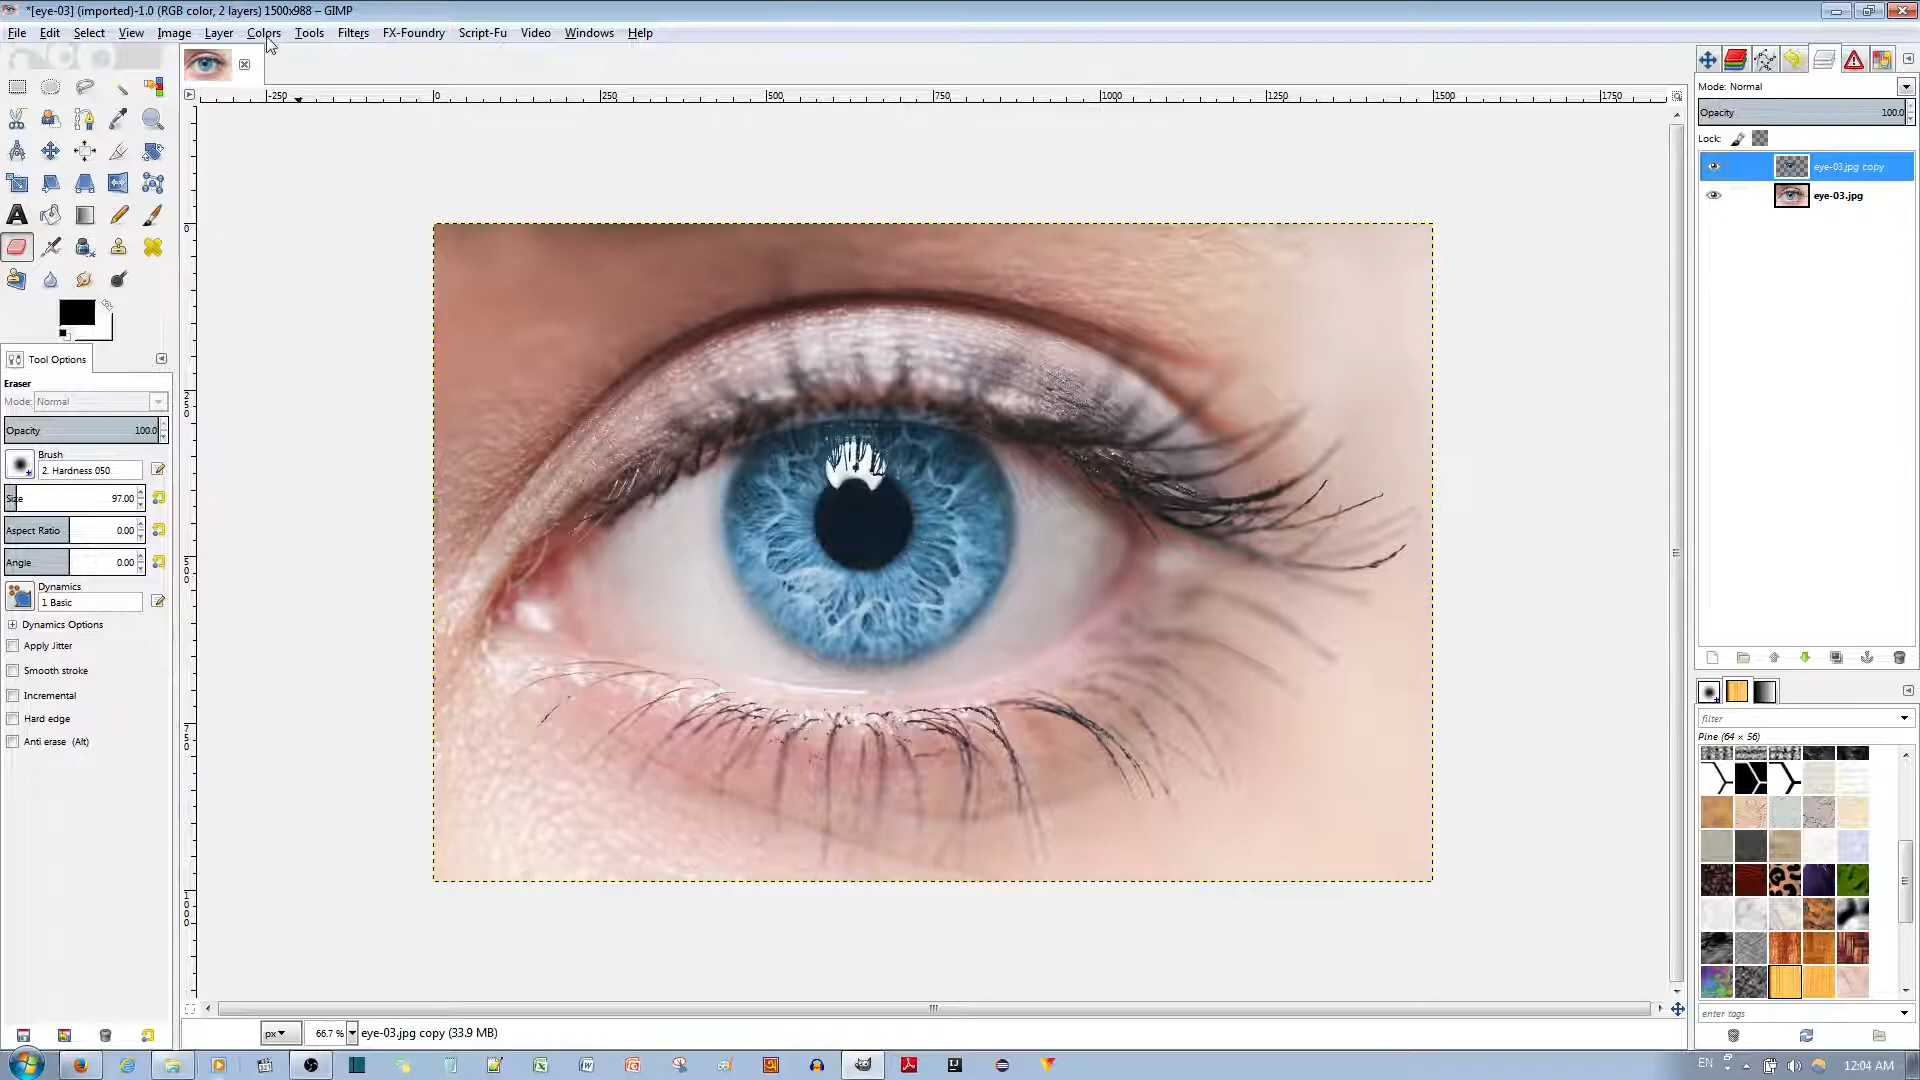 *[eye-03] (imported)-1.0 (RGB color, 2 layers) 1500x988 – GIMP
File Edit Select View Image Layer Colors Tools Filters FX-Foundry Script-Fu Video Windows Help
-250 0 250 500 750 1000 1250 1500 1750
0
250
500
750
1000
Tool Options
Eraser
Mode: Normal
Opacity 100.0
Brush
2. Hardness 050
Size 97.00
Aspect Ratio 0.00
Angle 0.00
Dynamics
1 Basic
Dynamics Options
Apply Jitter
Smooth stroke
Incremental
Hard edge
Anti erase (Alt)
Mode: Normal
Opacity 100.0
Lock:
eye-03.jpg copy
eye-03.jpg
filter
Pine (64 × 56)
enter tags
px 66.7 % eye-03.jpg copy (33.9 MB)
EN 12:04 AM